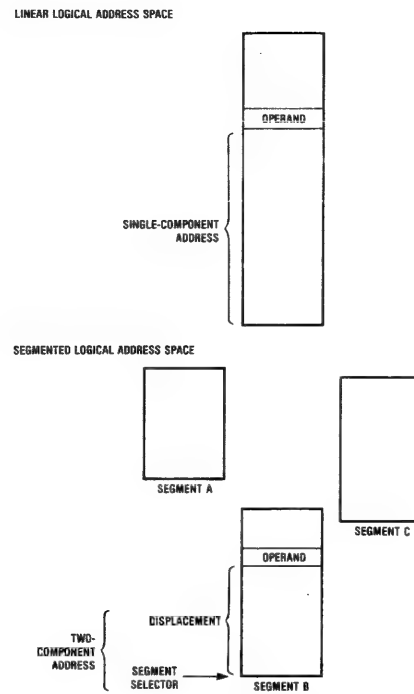 LINEAR LOGICAL ADDRESS SPACE
OPERAND
SINGLE-COMPONENT
ADDRESS
SEGMENTED LOGICAL ADDRESS SPACE
SEGMENT A
SEGMENT C
OPERAND
DISPLACEMENT
TWO-
COMPONENT
ADDRESS
SEGMENT
SELECTOR
SEGMENT B